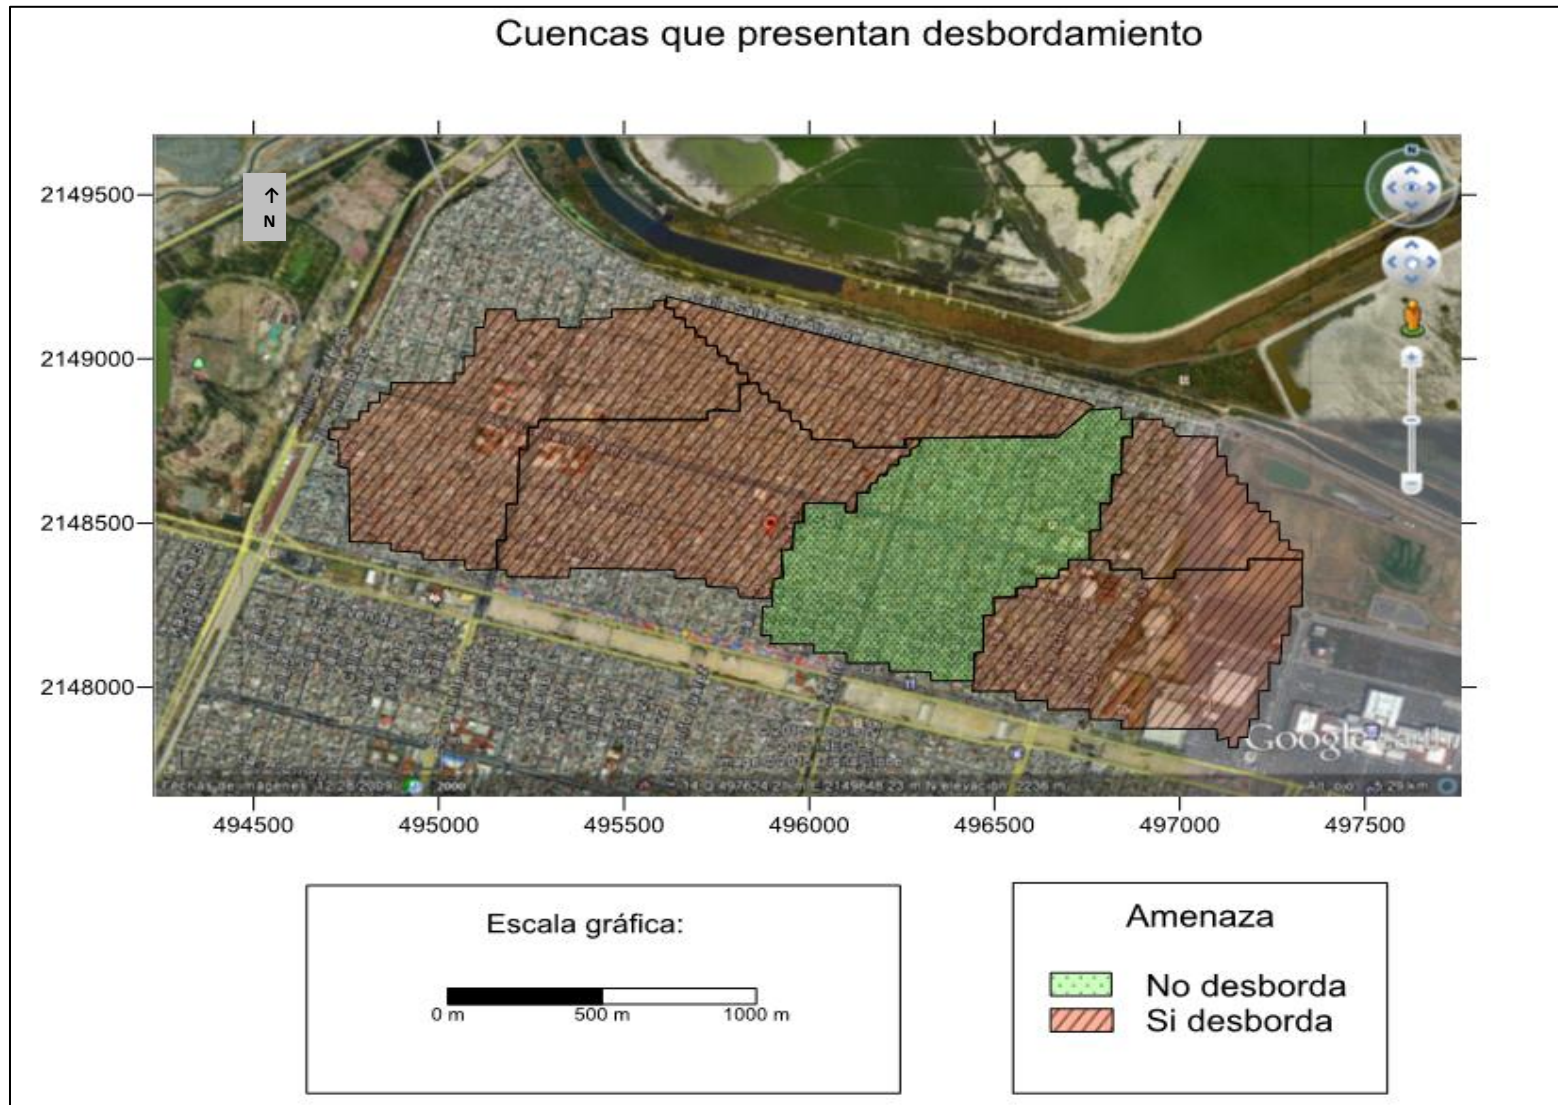 Cuencas que presentan desbordamiento
2149500
2149000
2148500
2148000
↑
N
N
Google
2000
494500
495000
495500
496000
496500
497000
497500
Escala gráfica:
0 m
500 m
1000 m
Amenaza
No desborda
Si desborda